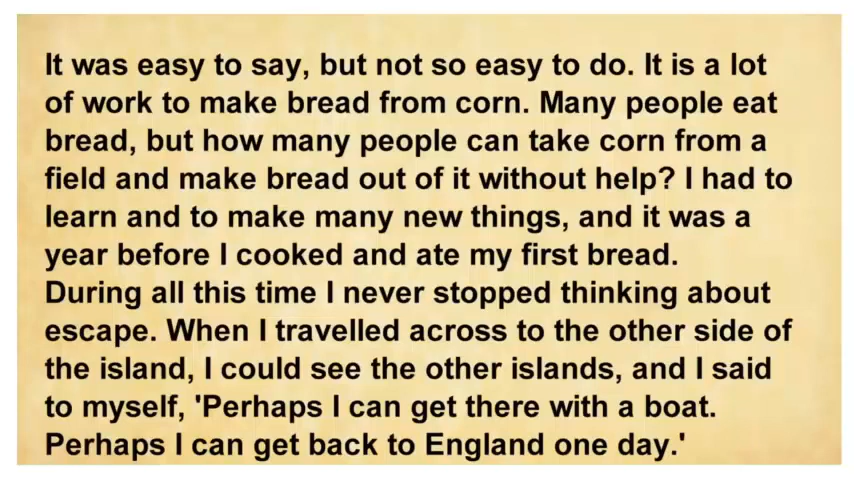 It was easy to say, but not so easy to do. It is a lot
of work to make bread from corn. Many people eat
bread, but how many people can take corn from a
field and make bread out of it without help? I had to
learn and to make many new things, and it was a
year before I cooked and ate my first bread.
During all this time I never stopped thinking about
escape. When I travelled across to the other side of
the island, I could see the other islands, and I said
to myself, 'Perhaps I can get there with a boat.
Perhaps I can get back to England one day.'